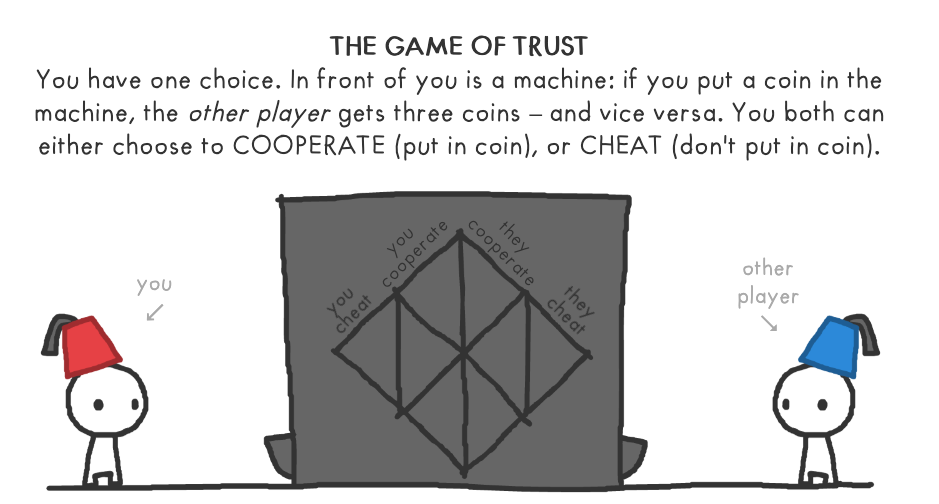 THE GAME OF TRUST
You have one choice. In front of you is a machine: if you put a coin in the
machine, the other player gets three coins – and vice versa. You both can
either choose to COOPERATE (put in coin), or CHEAT (don't put in coin).
you
cooperate
they
cooperate
you
cheat
they
cheat
you
other
player